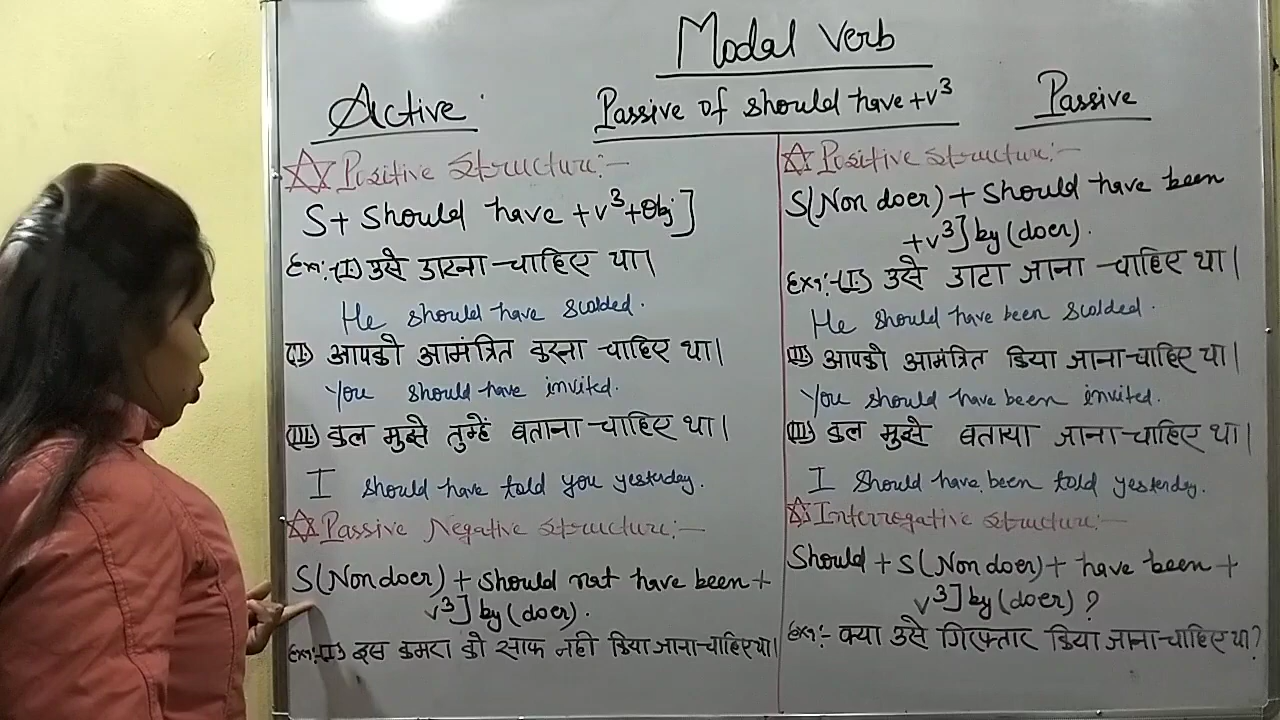 Modal Verb
Active
Passive of should have + v³
Passive
Positive Structure:-
S + should have + v³ + obj]
Ex:-(I) उसे डाटना चाहिए था।
He should have scolded.
(II) आपको आमंत्रित करना चाहिए था।
You should have invited.
(III) कल मुझे तुम्हें बताना चाहिए था।
I should have told you yesterday.
Passive Negative Structure:-
S(Non doer) + should not have been +
v³] by (doer).
Ex:-(I) इस कमरा को साफ नहीं किया जाना चाहिए था।
Positive Structure:-
S(Non doer) + should have been
+v³] by (doer).
Ex:-(I) उसे डाटा जाना चाहिए था।
He should have been scolded.
(II) आपको आमंत्रित किया जाना चाहिए था।
You should have been invited.
(III) कल मुझे बताया जाना चाहिए था।
I should have been told yesterday.
Interrogative Structure:-
Should + S(Non doer) + have been +
v³] by (doer) ?
Ex:- क्या उसे गिरफ्तार किया जाना चाहिए था?